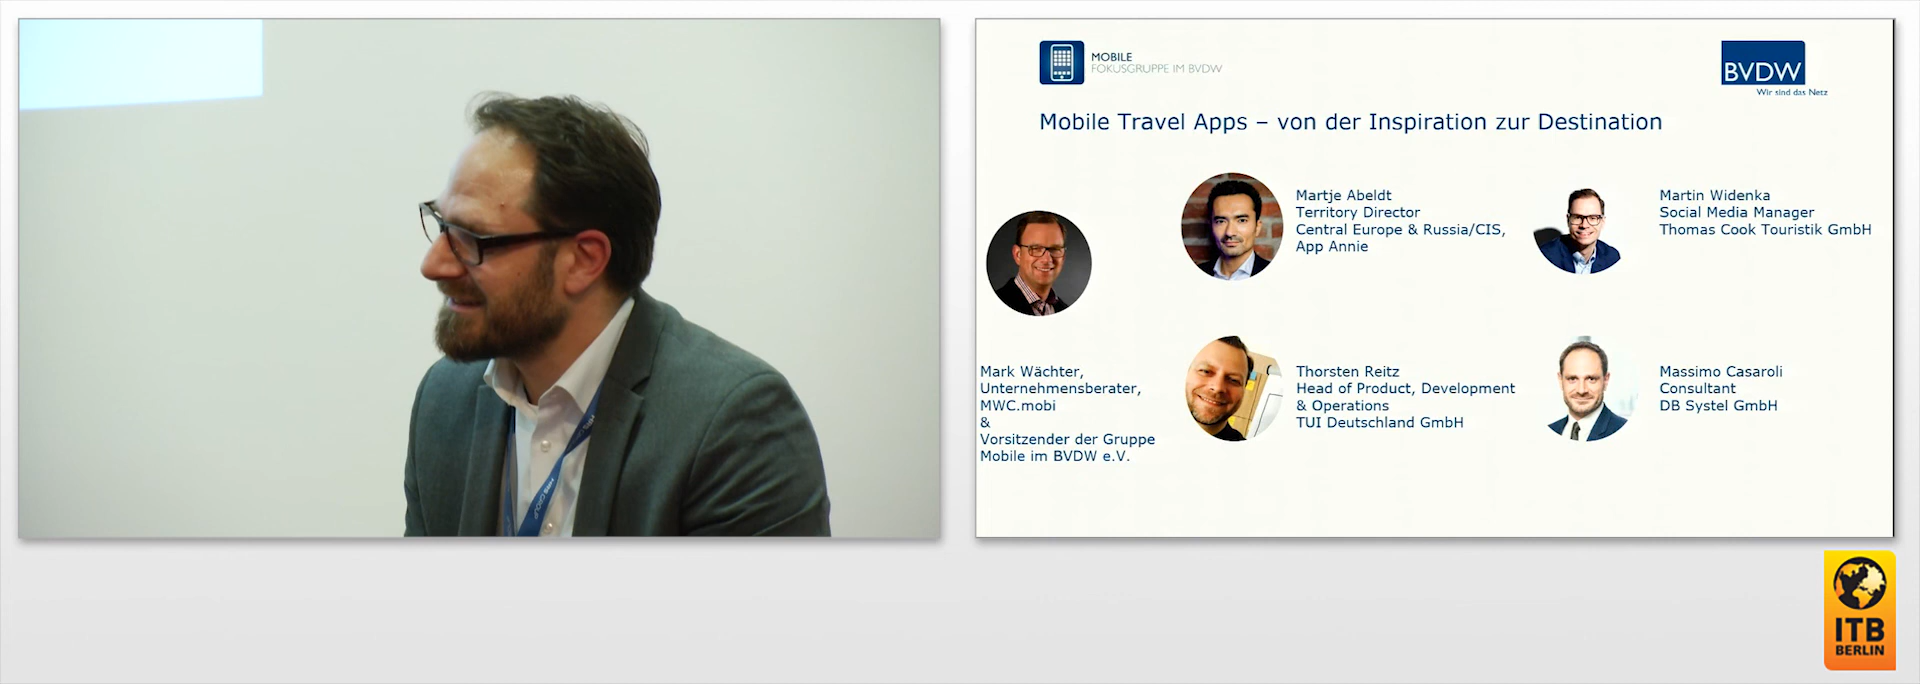 MOBILE
FOKUSGRUPPE IM BVDW
BVDW
Wir sind das Netz
Mobile Travel Apps – von der Inspiration zur Destination
Martje Abeldt
Territory Director
Central Europe & Russia/CIS,
App Annie
Martin Widenka
Social Media Manager
Thomas Cook Touristik GmbH
Mark Wächter,
Unternehmensberater,
MWC.mobi
&
Vorsitzender der Gruppe
Mobile im BVDW e.V.
Thorsten Reitz
Head of Product, Development
& Operations
TUI Deutschland GmbH
Massimo Casaroli
Consultant
DB Systel GmbH
HRS GROUP
ITB
BERLIN